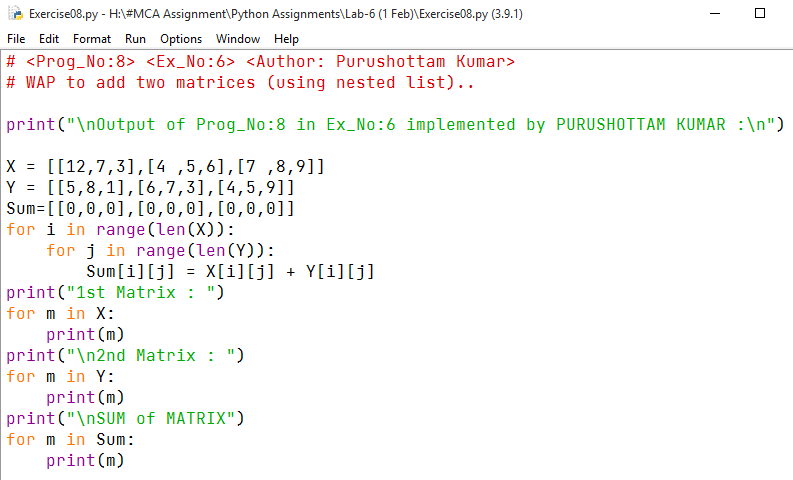 Exercise08.py - H:\#MCA Assignment\Python Assignments\Lab-6 (1 Feb)\Exercise08.py (3.9.1)
File Edit Format Run Options Window Help
# <Prog_No:8> <Ex_No:6> <Author: Purushottam Kumar>
# WAP to add two matrices (using nested list)..

print("\nOutput of Prog_No:8 in Ex_No:6 implemented by PURUSHOTTAM KUMAR :\n")

X = [[12,7,3],[4 ,5,6],[7 ,8,9]]
Y = [[5,8,1],[6,7,3],[4,5,9]]
Sum=[[0,0,0],[0,0,0],[0,0,0]]
for i in range(len(X)):
    for j in range(len(Y)):
        Sum[i][j] = X[i][j] + Y[i][j]
print("1st Matrix : ")
for m in X:
    print(m)
print("\n2nd Matrix : ")
for m in Y:
    print(m)
print("\nSUM of MATRIX")
for m in Sum:
    print(m)